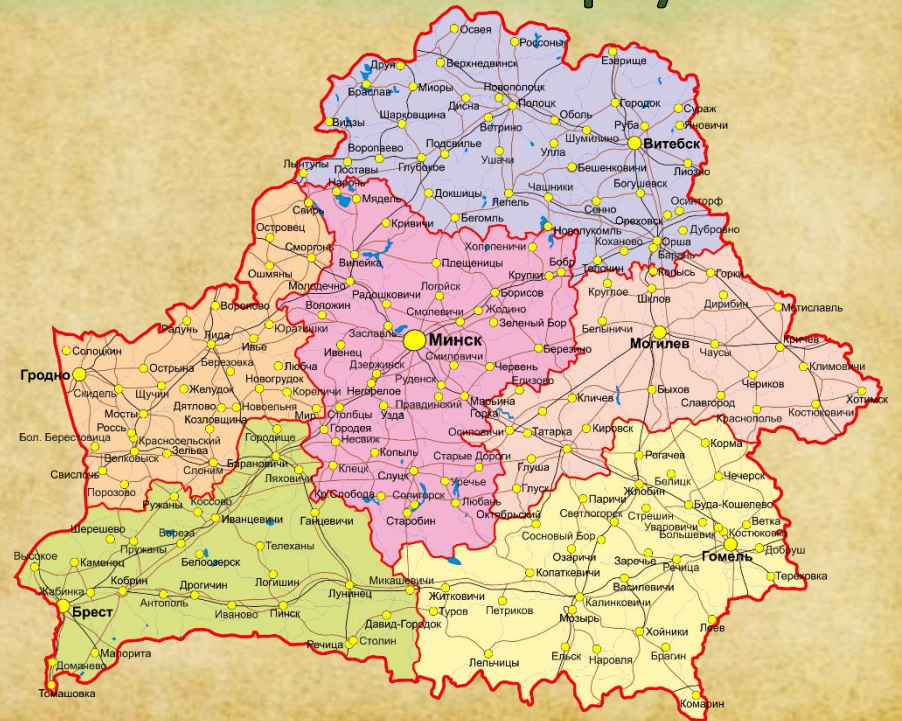 Освея
Россоны
Езерище
Друя
Верхнедвинск
Браслав
Миоры
Дисна
Новополоцк
Полоцк
Городок
Сураж
Видзы
Шарковщина
Ветрино
Оболь
Руба
Яновичи
Шумилино
Витебск
Воропаево
Подсвилье
Ушачи
Улла
Лынтупы
Поставы
Глубокое
Бешенковичи
Лиозно
Нарочь
Мядель
Докшицы
Лепель
Чашники
Богушевск
Свирь
Сенно
Осинторф
Островец
Кривичи
Бегомль
Новолукомль
Ореховск
Дубровно
Сморгонь
Холопеничи
Коханово
Орша
Барань
Ошмяны
Вилейка
Плещеницы
Бобр
Толочин
Копысь
Горки
Молодечно
Крупки
Круглое
Шклов
Радошковичи
Логойск
Борисов
Дирибин
Вороново
Воложин
Смолевичи
Жодино
Мстиславль
Радунь
Лида
Юратишки
Заславль
Зеленый Бор
Белыничи
Солоцкин
Ивье
Ивенец
Минск
Березино
Могилев
Чаусы
Кричев
Гродно
Острына
Березовка
Любча
Дзержинск
Смиловичи
Червень
Климовичи
Скидель
Щучин
Желудок
Новогрудок
Негорелое
Руденск
Елизово
Быхов
Чериков
Хотимск
Кореличи
Правдинский
Марьина
Горка
Кличев
Славгород
Мосты
Дятлово
Новоельня
Мир
Столбцы
Узда
Краснополье
Костюковичи
Козловщина
Россь
Бол. Берестовица
Красносельский
Городище
Городея
Осиповичи
Татарка
Кировск
Несвиж
Волковыск
Зельва
Корма
Барановичи
Копыль
Старые Дороги
Рогачев
Свислочь
Слоним
Ляховичи
Клецк
Слуцк
Глуша
Белицк
Чечерск
Порозово
Уречье
Глуск
Жлобин
Ружаны
Коссово
Кр.Слобода
Солигорск
Любань
Паричи
Буда-Кошелево
Ивацевичи
Ганцевичи
Старобин
Октябрьский
Светлогорск
Стрешин
Уваровичи
Ветка
Шерешево
Береза
Сосновый Бор
Большевик
Костюковка
Пружаны
Телеханы
Озаричи
Гомель
Добруш
Высокое
Каменец
Белоозерск
Заречье
Речица
Логишин
Копаткевичи
Тереховка
Кобрин
Дрогичин
Микашевичи
Василевичи
Жабинка
Лунинец
Житковичи
Калинковичи
Антополь
Иваново
Пинск
Туров
Петриков
Брест
Давид-Городок
Мозырь
Лоев
Речица
Столин
Хойники
Малорита
Доманево
Лельчицы
Ельск
Наровля
Брагин
Томашовка
Комарин